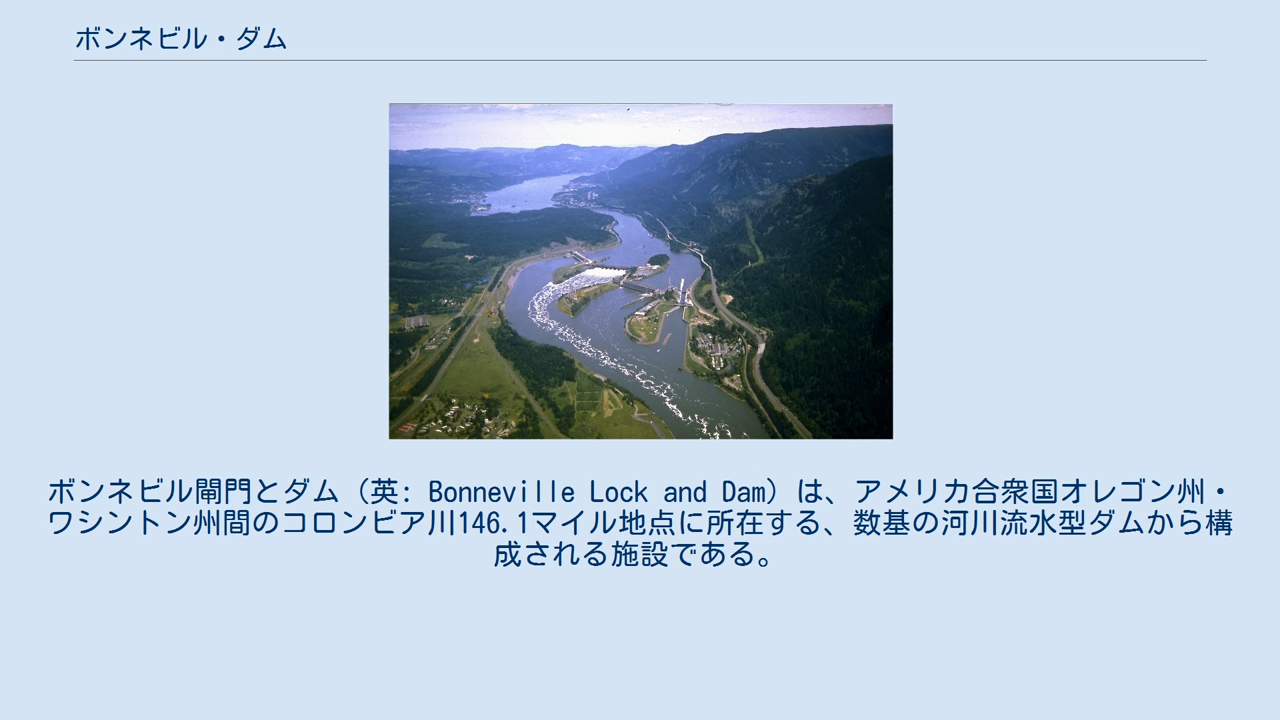 ボンネビル・ダム
ボンネビル閘門とダム（英: Bonneville Lock and Dam）は、アメリカ合衆国オレゴン州・
ワシントン州間のコロンビア川146.1マイル地点に所在する、数基の河川流水型ダムから構
成される施設である。